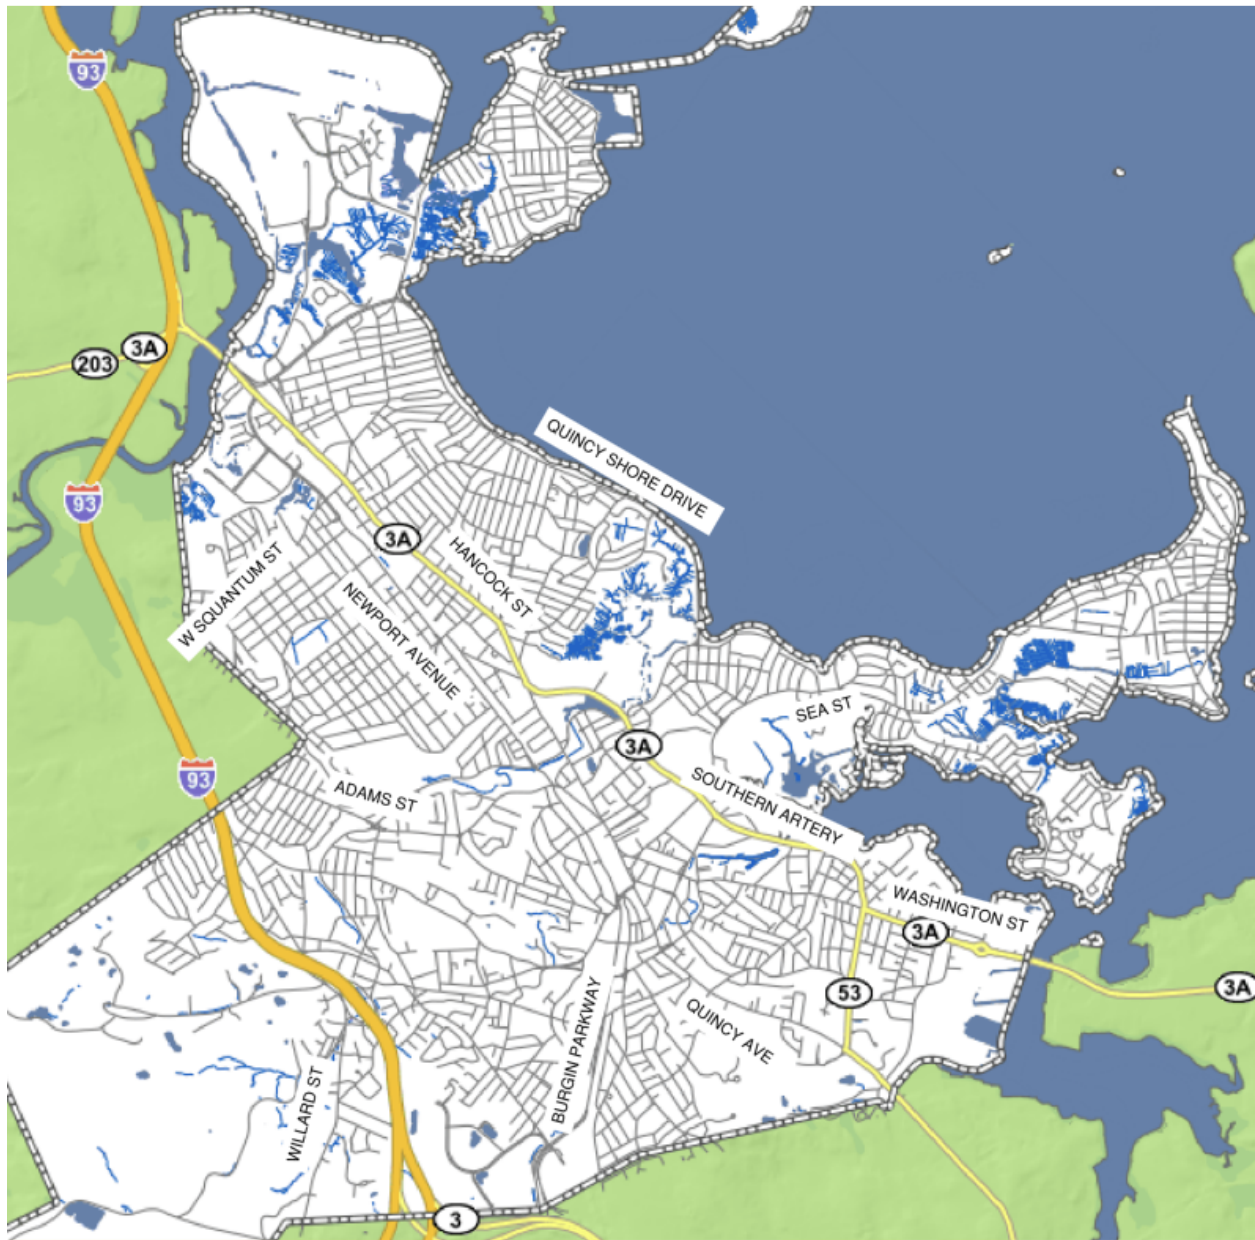 93
3A
203
QUINCY SHORE DRIVE
93
3A
HANCOCK ST
W SQUANTUM ST
NEWPORT AVENUE
SEA ST
3A
93
SOUTHERN ARTERY
ADAMS ST
WASHINGTON ST
3A
53
3A
QUINCY AVE
BURGIN PARKWAY
WILLARD ST
3